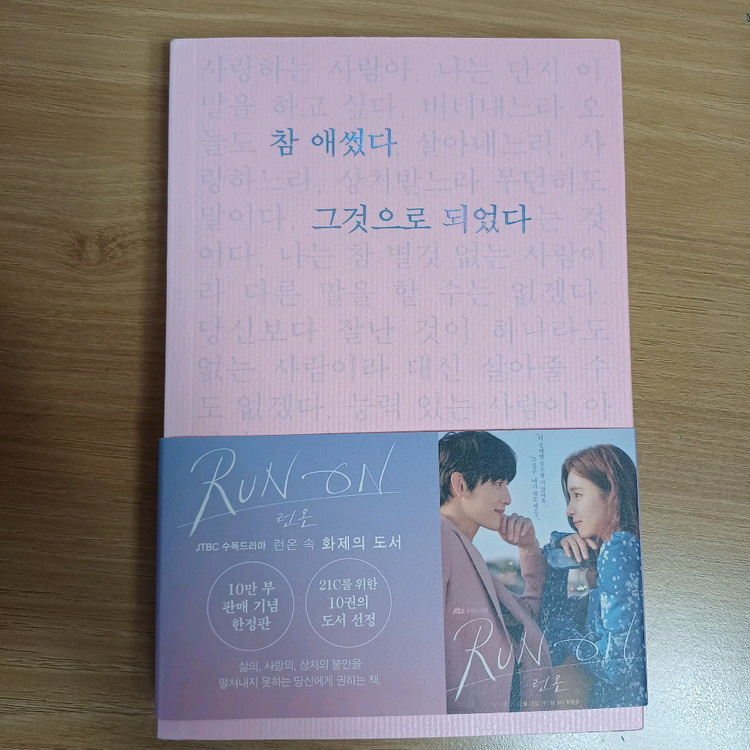 사랑하는 사람아. 나는 단지 이
말을 하고 싶다. 버텨내느라 오
늘도 참 애썼다. 살아내느라, 사
랑하느라, 상처받느라 무던히도
말이다. 그것으로 되었다는 것
이다. 나는 참 별것 없는 사람이
라 다른 말을 할 수는 없겠다.
당신보다 잘난 것이 하나라도
없는 사람이라 대신 살아줄 수
도 없겠다. 능력 있는 사람이 아
RUN ON
런온
JTBC 수목드라마 런온 속 화제의 도서
10만 부
판매 기념
한정판
21C를 위한
10권의
도서 선정
삶의, 사랑의, 상처의 불안을
떨쳐내지 못하는 당신에게 권하는 책.
JTBC 수목드라마
RUN ON
런온